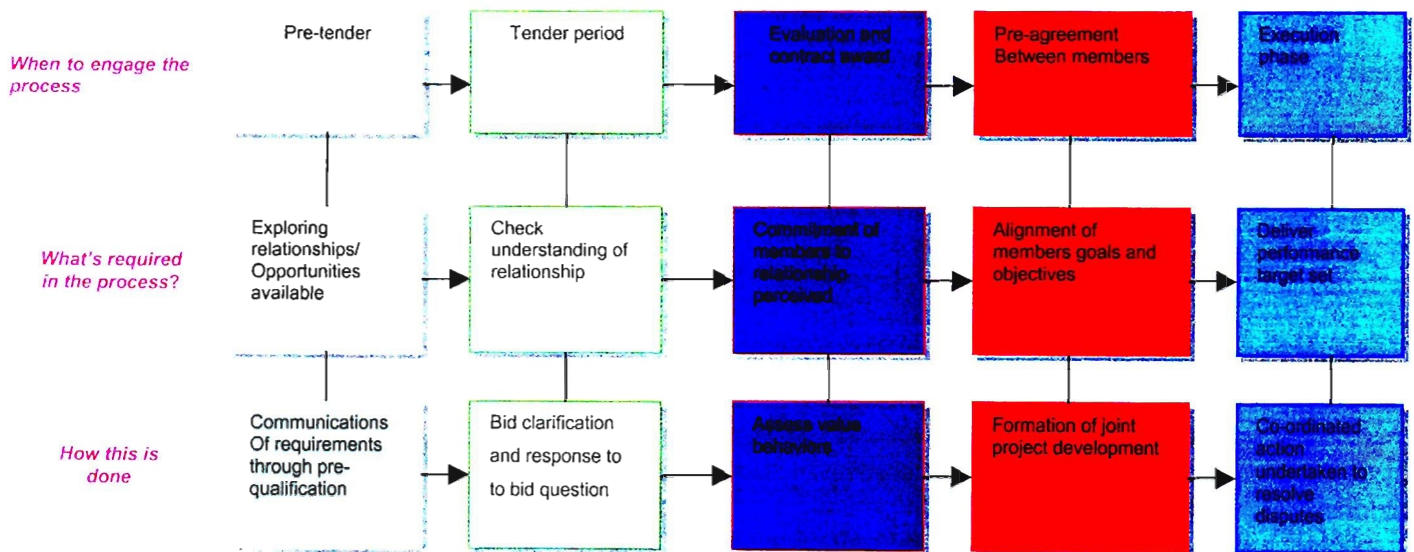 When to engage the
process
Pre-tender
Tender period
Evaluation and
contract award
Pre-agreement
Between members
Execution
phase
What's required
in the process?
Exploring
relationships/
Opportunities
available
Check
understanding of
relationship
Commitment of
members to
relationship
perceived
Alignment of
members goals and
objectives
Deliver
performance
target set
How this is
done
Communications
Of requirements
through pre-
qualification
Bid clarification
and response to
to bid question
Assess value
behaviors
Formation of joint
project development
Co-ordinated
action
undertaken to
resolve
disputes